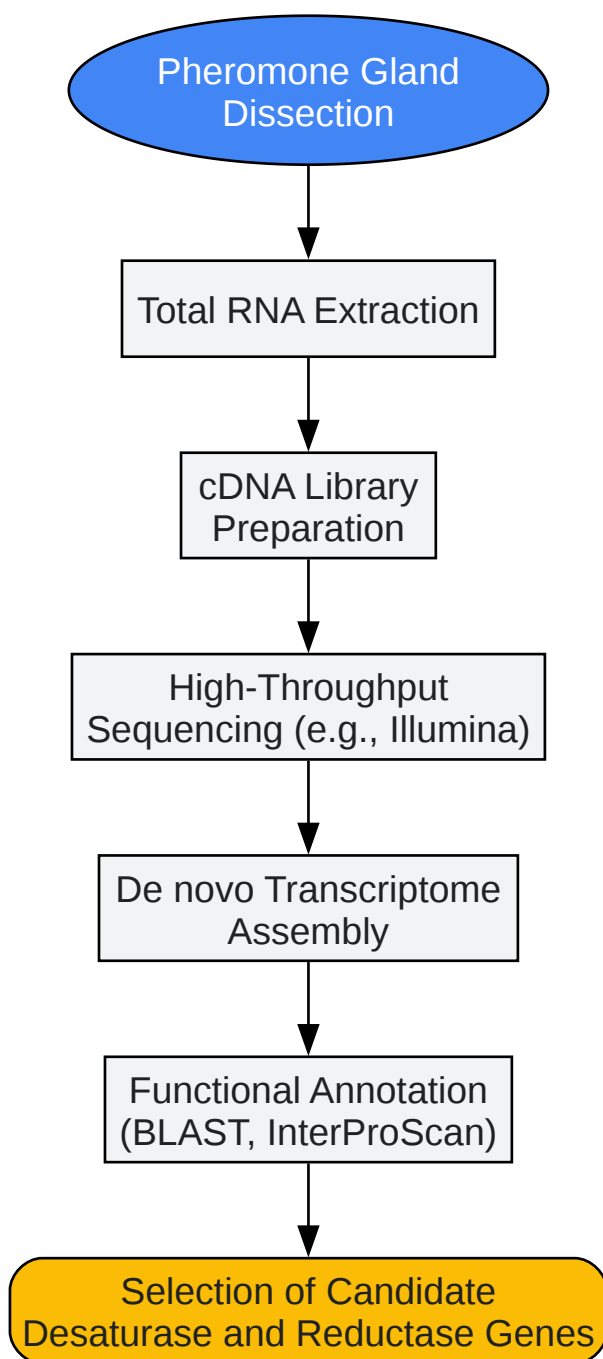 Pheromone Gland
Dissection
Total RNA Extraction
cDNA Library
Preparation
High-Throughput
Sequencing (e.g., Illumina)
De novo Transcriptome
Assembly
Functional Annotation
(BLAST, InterProScan)
Selection of Candidate
Desaturase and Reductase Genes